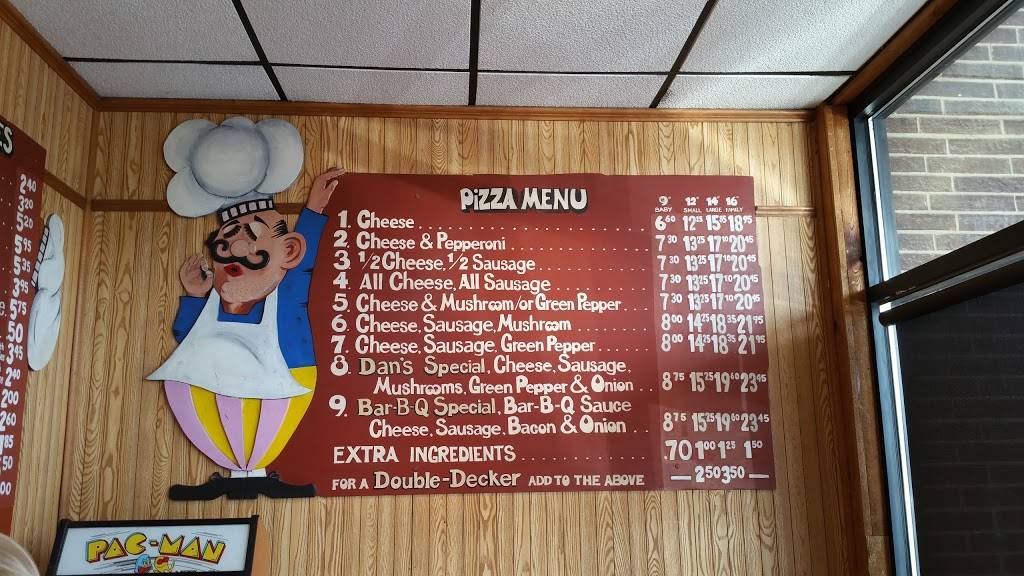 PIZZA MENU
9" 12" 14" 16"
BABY SMALL LARGE FAMILY
1. Cheese 6 60 12 25 15 55 18 95
2. Cheese & Pepperoni 7 30 13 25 17 10 20 45
3. 1/2 Cheese, 1/2 Sausage 7 30 13 25 17 10 20 45
4. All Cheese, All Sausage 7 30 13 25 17 10 20 45
5. Cheese & Mushroom/or Green Pepper 7 30 13 25 17 10 20 45
6. Cheese, Sausage, Mushroom 8 00 14 25 18 35 21 75
7. Cheese, Sausage, Green Pepper 8 00 14 25 18 35 21 95
8. Dan's Special, Cheese, Sausage,
Mushrooms, Green Pepper & Onion 8 75 15 25 19 60 23 45
9. Bar-B-Q Special, Bar-B-Q Sauce
Cheese, Sausage, Bacon & Onion 8 75 15 25 19 60 23 45
EXTRA INGREDIENTS 70 1 00 1 25 1 50
FOR A Double-Decker ADD TO THE ABOVE — 2 50 3 50 —
PAC-MAN